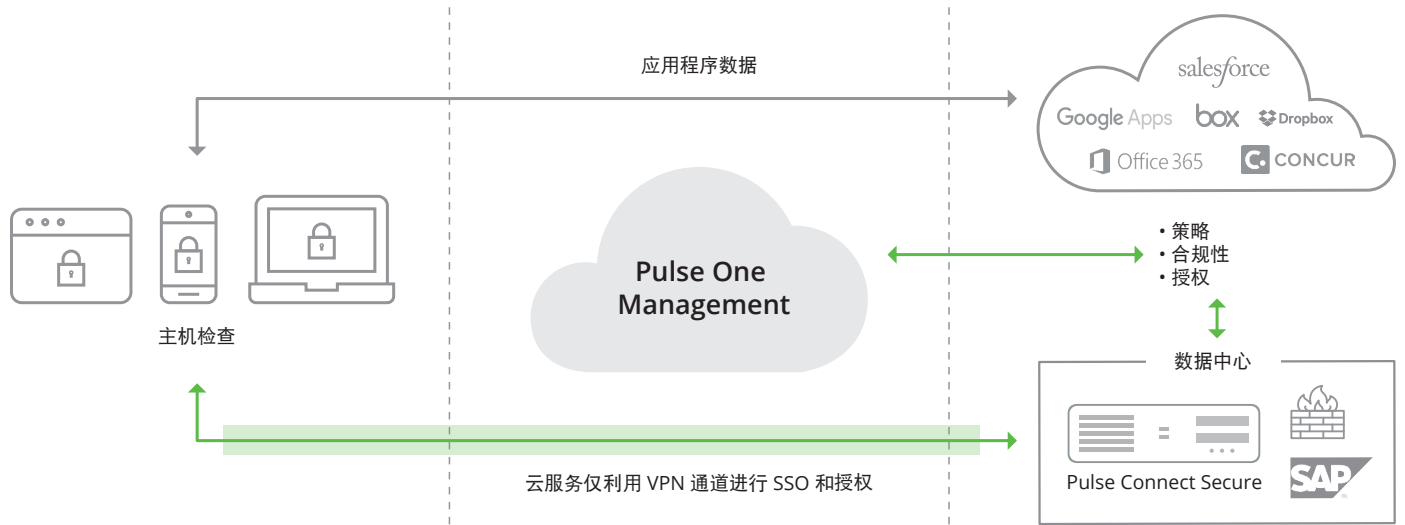 应用程序数据
salesforce
Google Apps box Dropbox
Office 365 C. CONCUR
• 策略
• 合规性
• 授权
Pulse One
Management
主机检查
数据中心
Pulse Connect Secure
SAP
云服务仅利用 VPN 通道进行 SSO 和授权